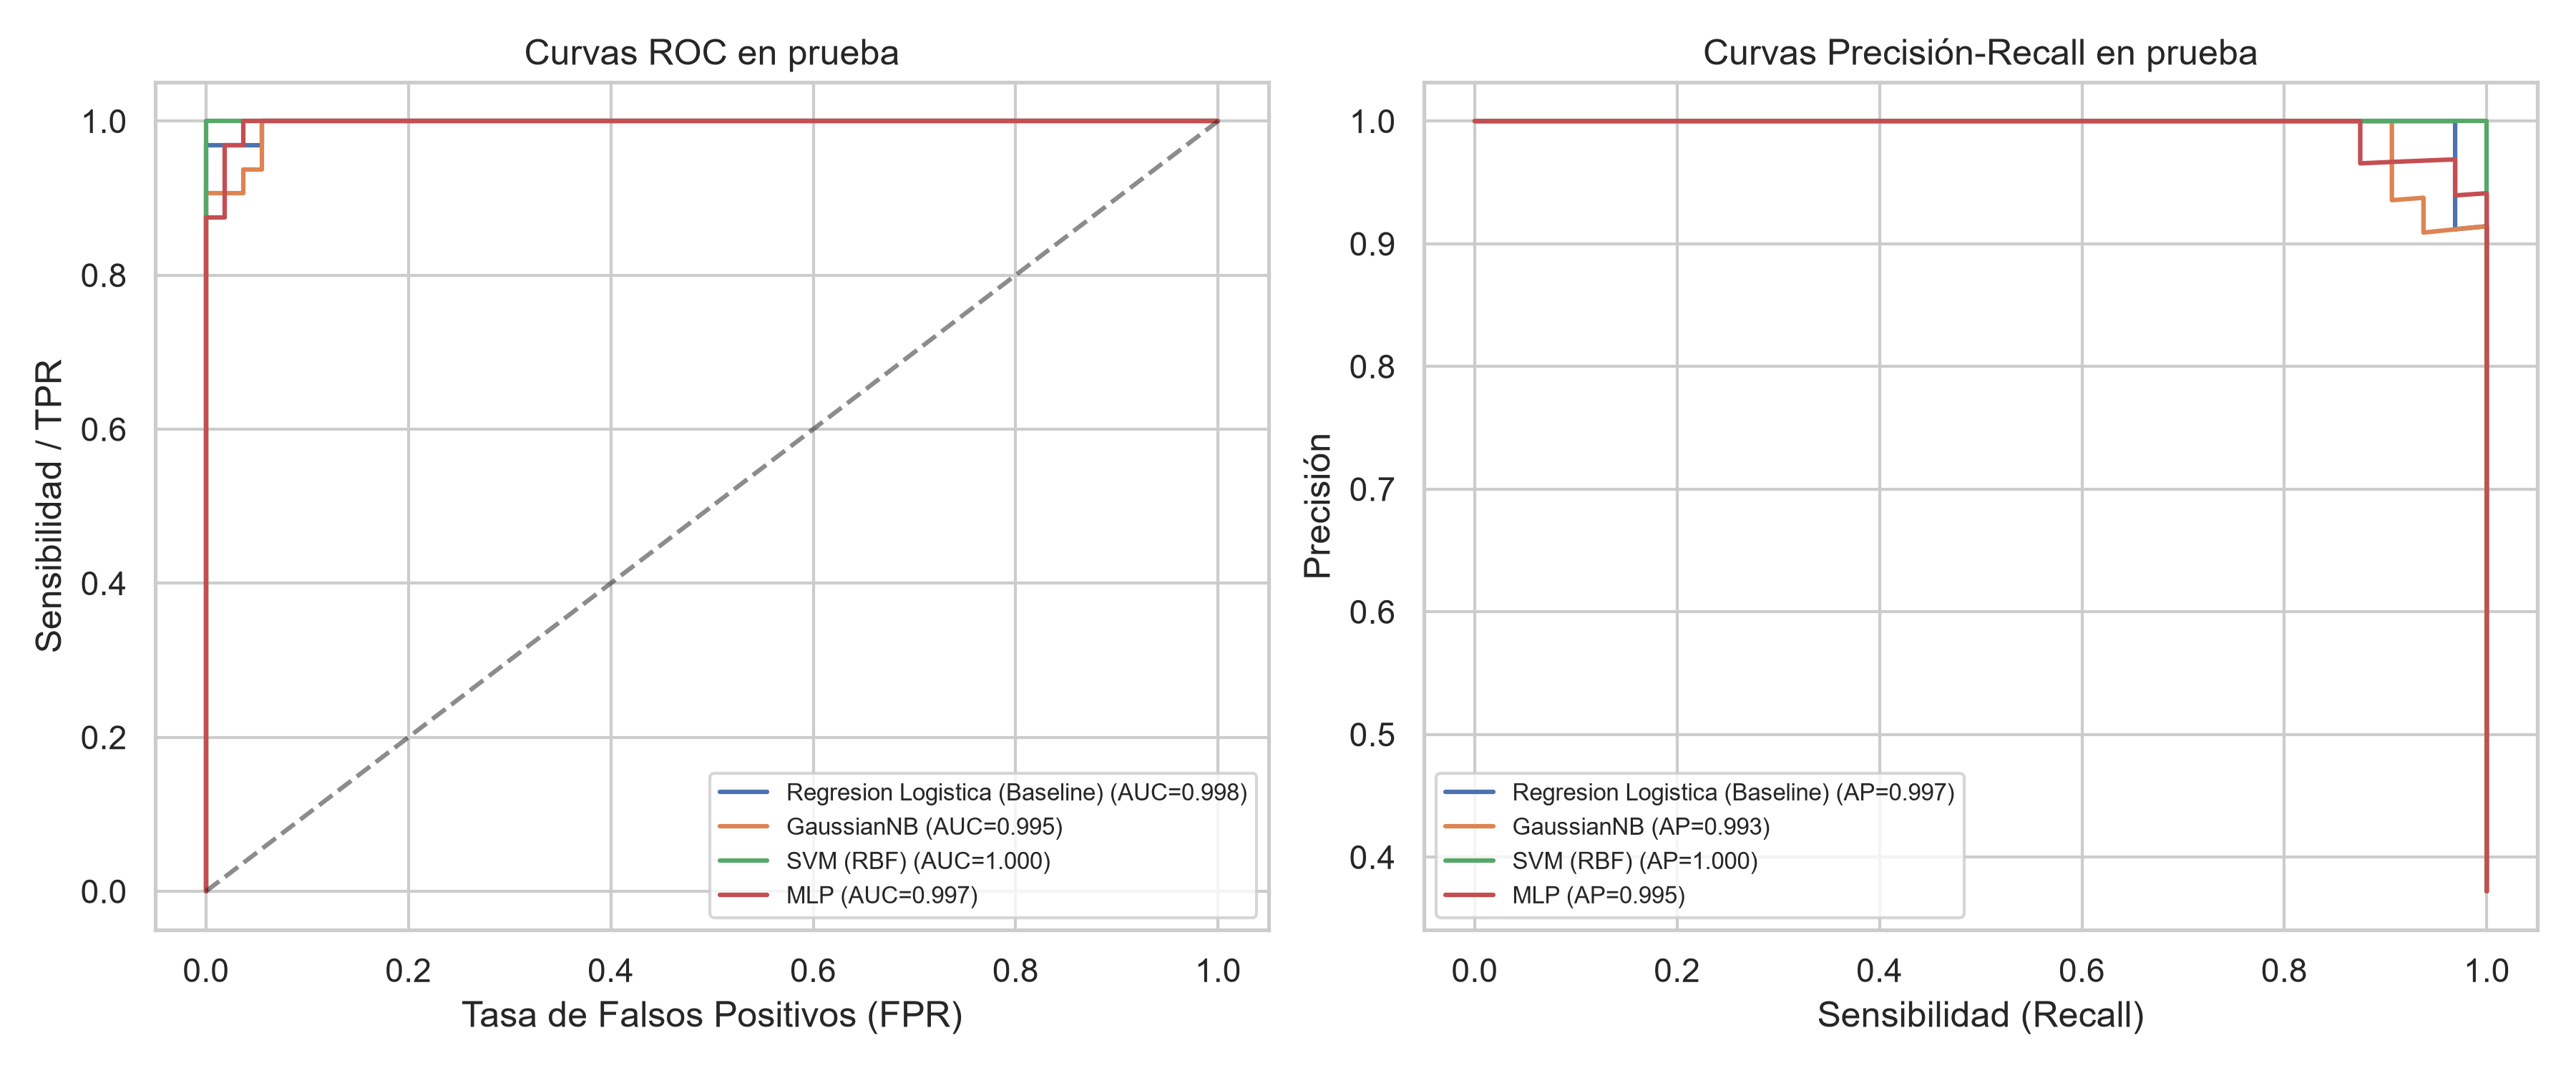 Curvas ROC en prueba
Sensibilidad / TPR
1.0
0.8
0.6
0.4
0.2
0.0
Regresion Logistica (Baseline) (AUC=0.998)
GaussianNB (AUC=0.995)
SVM (RBF) (AUC=1.000)
MLP (AUC=0.997)
0.0 0.2 0.4 0.6 0.8 1.0
Tasa de Falsos Positivos (FPR)
Curvas Precisión-Recall en prueba
Precisión
1.0
0.9
0.8
0.7
0.6
0.5
0.4
Regresion Logistica (Baseline) (AP=0.997)
GaussianNB (AP=0.993)
SVM (RBF) (AP=1.000)
MLP (AP=0.995)
0.0 0.2 0.4 0.6 0.8 1.0
Sensibilidad (Recall)